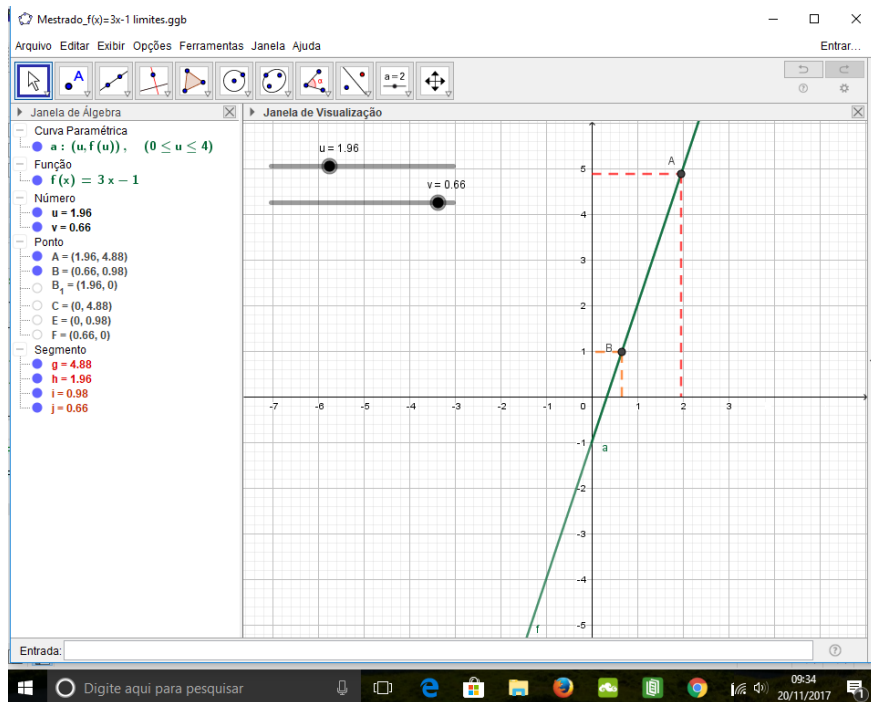 Mestrado_f(x)=3x-1 limites.ggb
Arquivo Editar Exibir Opções Ferramentas Janela Ajuda
Entrar...
A
α
a=2
Janela de Álgebra
Curva Paramétrica
a : (u, f (u)) , (0 ≤ u ≤ 4)
Função
f(x) = 3 x − 1
Número
u = 1.96
v = 0.66
Ponto
A = (1.96, 4.88)
B = (0.66, 0.98)
B₁ = (1.96, 0)
C = (0, 4.88)
E = (0, 0.98)
F = (0.66, 0)
Segmento
g = 4.88
h = 1.96
i = 0.98
j = 0.66
Janela de Visualização
u = 1.96
v = 0.66
A
5
4
3
2
B
1
-7 -6 -5 -4 -3 -2 -1 0 1 2 3
-1
a
-2
-3
-4
-5
f
Entrada:
Digite aqui para pesquisar
09:34
20/11/2017
1